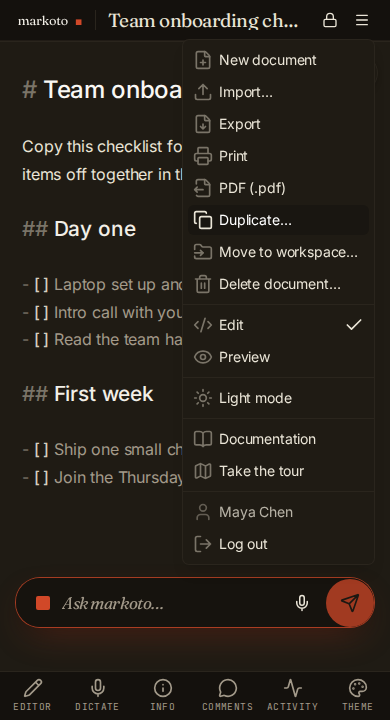 markoto
Team onboarding ch...
New document
Import...
Export
Print
PDF (.pdf)
Duplicate...
Move to workspace...
Delete document...
Edit
Preview
Light mode
Documentation
Take the tour
Maya Chen
Log out
# Team onboa
Copy this checklist fo
items off together in t
## Day one
- [ ] Laptop set up and
- [ ] Intro call with you
- [ ] Read the team ha
## First week
- [ ] Ship one small ch
- [ ] Join the Thursday
Ask markoto...
EDITOR
DICTATE
INFO
COMMENTS
ACTIVITY
THEME